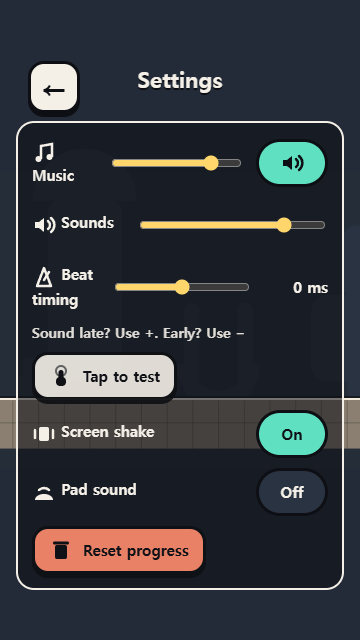 Settings
Music
Sounds
Beat
timing
0 ms
Sound late? Use +. Early? Use −
Tap to test
Screen shake
On
Pad sound
Off
Reset progress